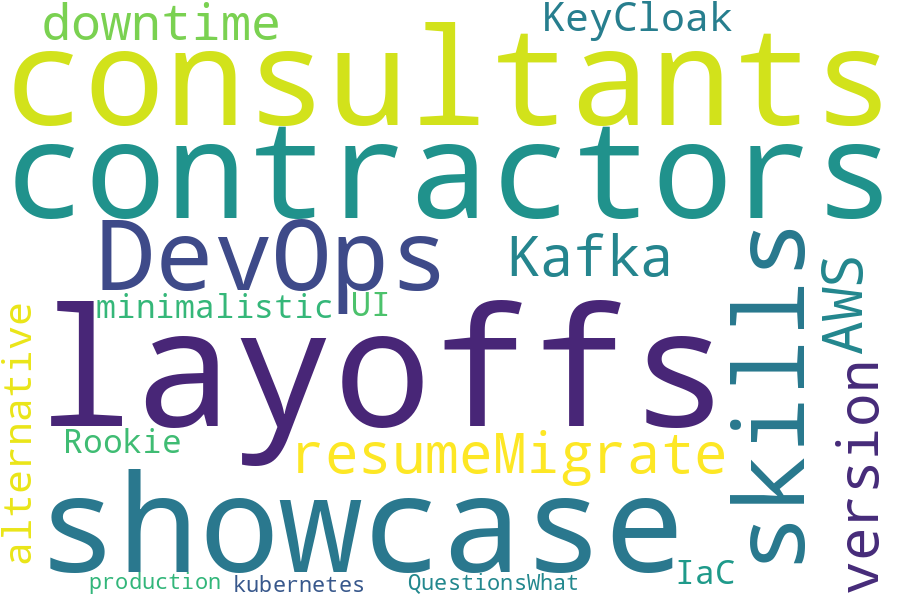 downtime
KeyCloak
consultants
contractors
DevOps
Kafka
skills
AWS
minimalistic
UI
layoffs
alternative
version
Rookie
resumeMigrate
showcase
IaC
production
kubernetes
QuestionsWhat